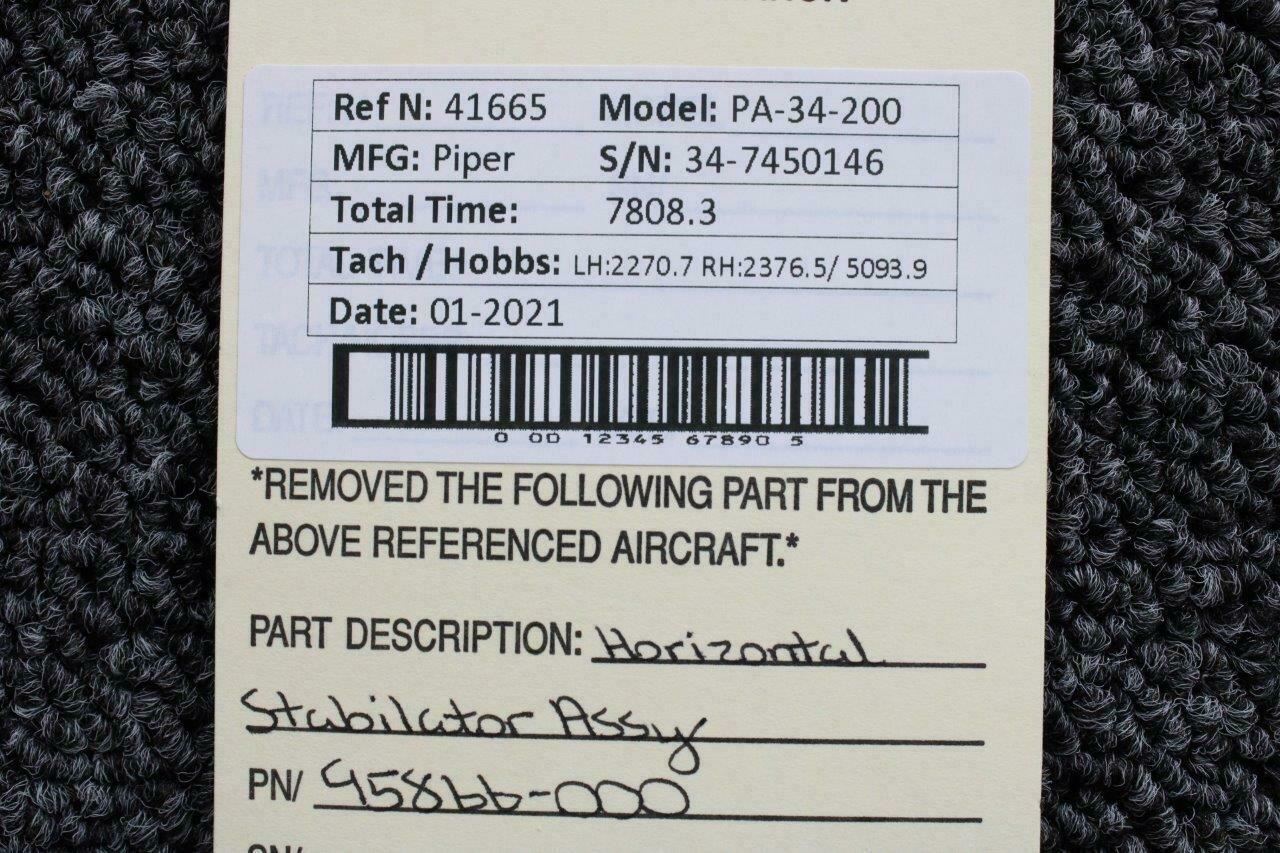 Ref N: 41665 Model: PA-34-200
MFG: Piper S/N: 34-7450146
Total Time: 7808.3
Tach / Hobbs: LH:2270.7 RH:2376.5/ 5093.9
Date: 01-2021
0 00 12345 67890 5
*REMOVED THE FOLLOWING PART FROM THE
ABOVE REFERENCED AIRCRAFT.*
PART DESCRIPTION: Horizontal
Stabilator Assy
PN/ 95866-000